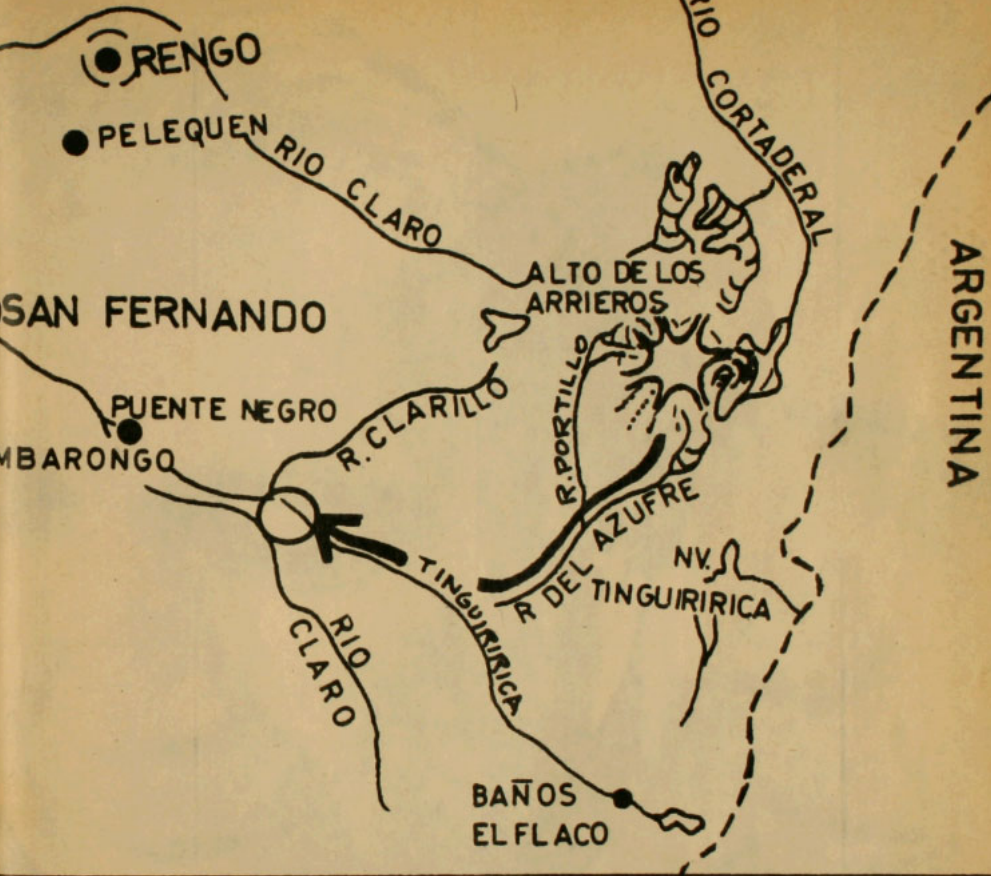 RENGO
PELEQUEN
RIO CLARO
RIO CORTADERAL
ALTO DE LOS
ARRIEROS
ARGENTINA
SAN FERNANDO
PUENTE NEGRO
MBARONGO
R. CLARILLO
R. PORTILLO
R DEL AZUFRE
NV.
TINGUIRIRICA
TINGUIRIRICA
RIO
CLARO
BAÑOS
EL FLACO